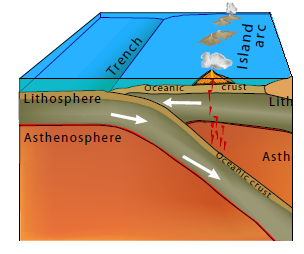 Trench
Island
arc
Oceanic crust
Lithosphere
Lith
Asthenosphere
Asth
Oceanic crust